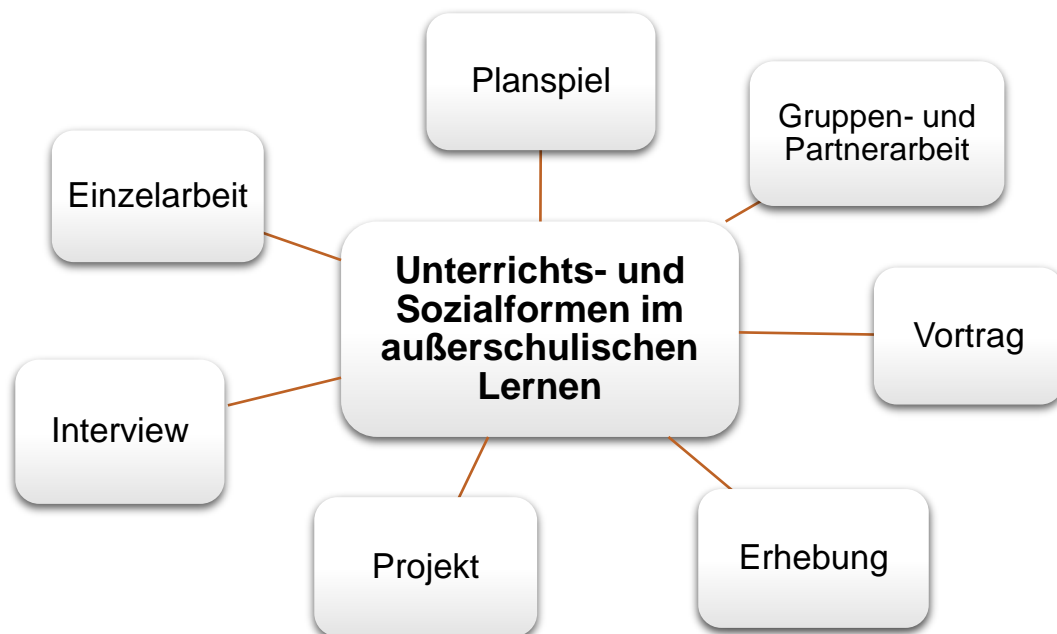 Planspiel
Gruppen- und
Partnerarbeit
Einzelarbeit
Unterrichts- und
Sozialformen im
außerschulischen
Lernen
Vortrag
Interview
Projekt
Erhebung